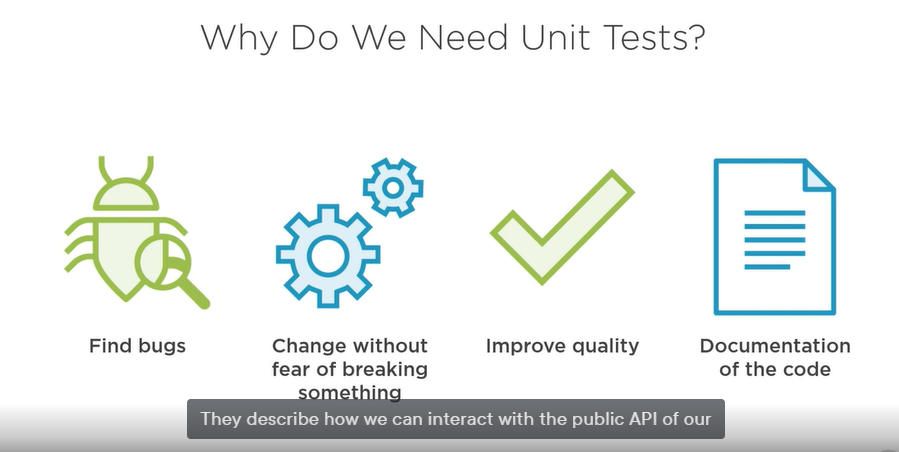 Why Do We Need Unit Tests?
Find bugs
Change without
fear of breaking
something
Improve quality
Documentation
of the code
They describe how we can interact with the public API of our